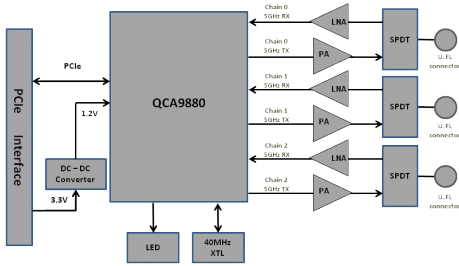 PCIe Interface
PCIe
1.2V
DC – DC
Converter
3.3V
QCA9880
LED
40MHz
XTL
Chain 0
5GHz RX
LNA
Chain 0
5GHz TX
PA
SPDT
U.FL
connector
Chain 1
5GHz RX
LNA
Chain 1
5GHz TX
PA
SPDT
U.FL
connector
Chain 2
5GHz RX
LNA
Chain 2
5GHz TX
PA
SPDT
U.FL
connector